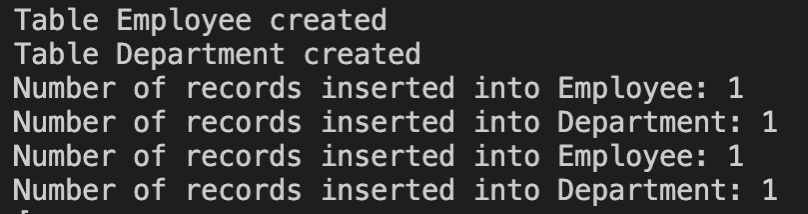 Table Employee created
Table Department created
Number of records inserted into Employee: 1
Number of records inserted into Department: 1
Number of records inserted into Employee: 1
Number of records inserted into Department: 1